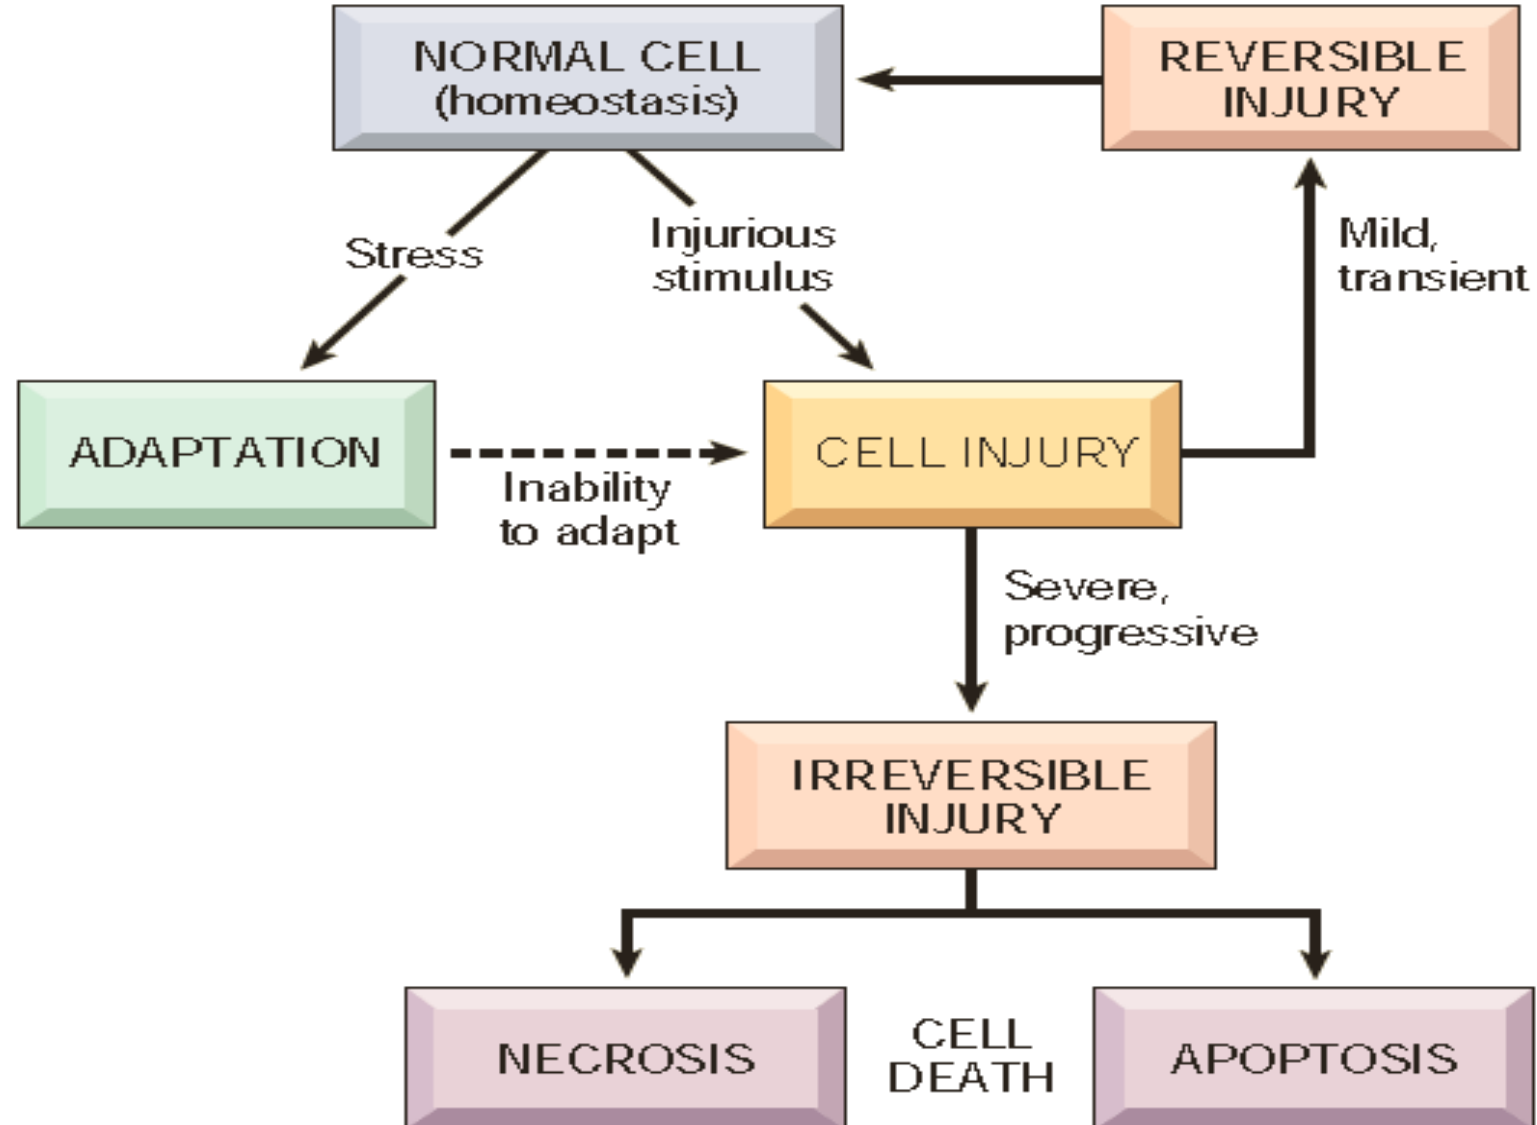 NORMAL CELL
(homeostasis)
REVERSIBLE
INJURY
Stress
Injurious
stimulus
Mild,
transient
ADAPTATION
Inability
to adapt
CELL INJURY
Severe,
progressive
IRREVERSIBLE
INJURY
NECROSIS
CELL
DEATH
APOPTOSIS